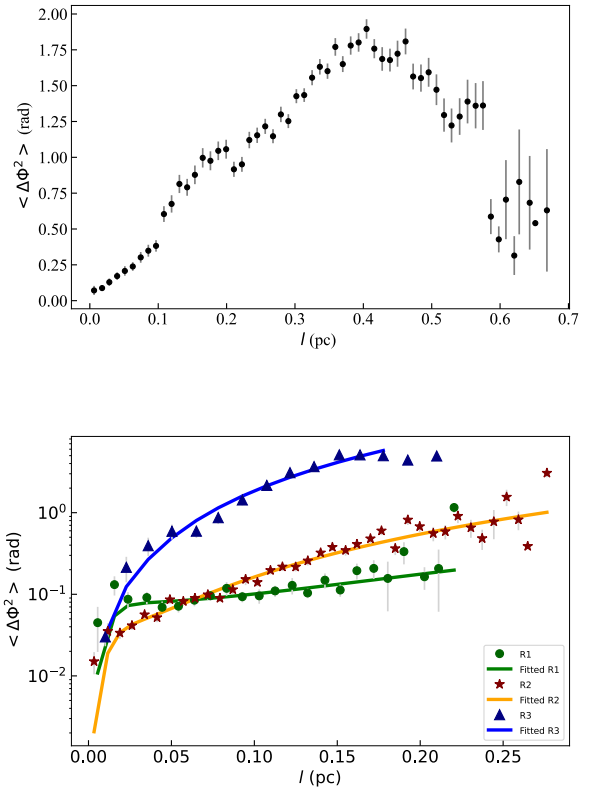 2.00
1.75
1.50
1.25
1.00
0.75
0.50
0.25
0.00
< ΔΦ² > (rad)
0.0 0.1 0.2 0.3 0.4 0.5 0.6 0.7
l (pc)
10⁰
10⁻¹
10⁻²
< ΔΦ² > (rad)
R1
Fitted R1
R2
Fitted R2
R3
Fitted R3
0.00 0.05 0.10 0.15 0.20 0.25
l (pc)